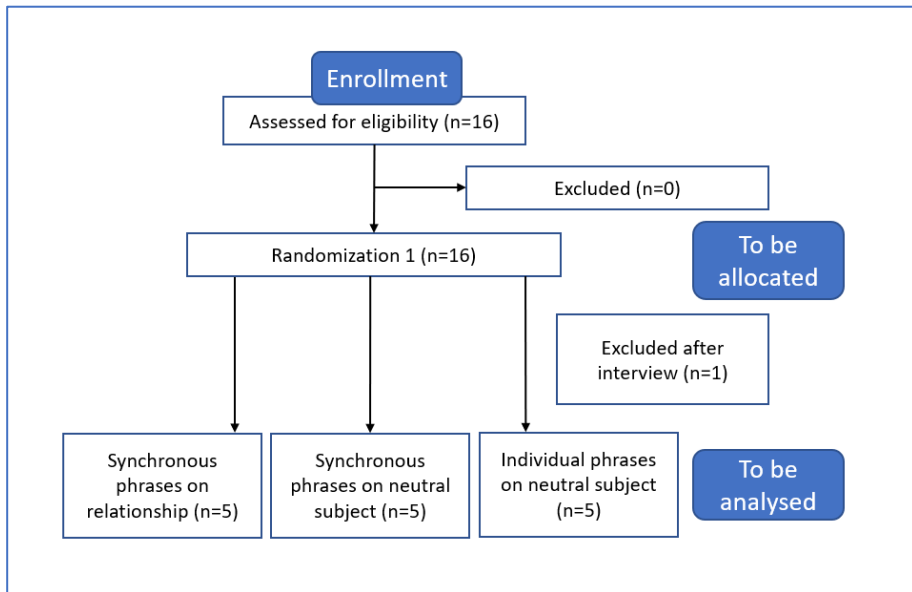 Enrollment
Assessed for eligibility (n=16)
Excluded (n=0)
Randomization 1 (n=16)
To be
allocated
Excluded after
interview (n=1)
Synchronous
phrases on
relationship (n=5)
Synchronous
phrases on neutral
subject (n=5)
Individual phrases
on neutral subject
(n=5)
To be
analysed